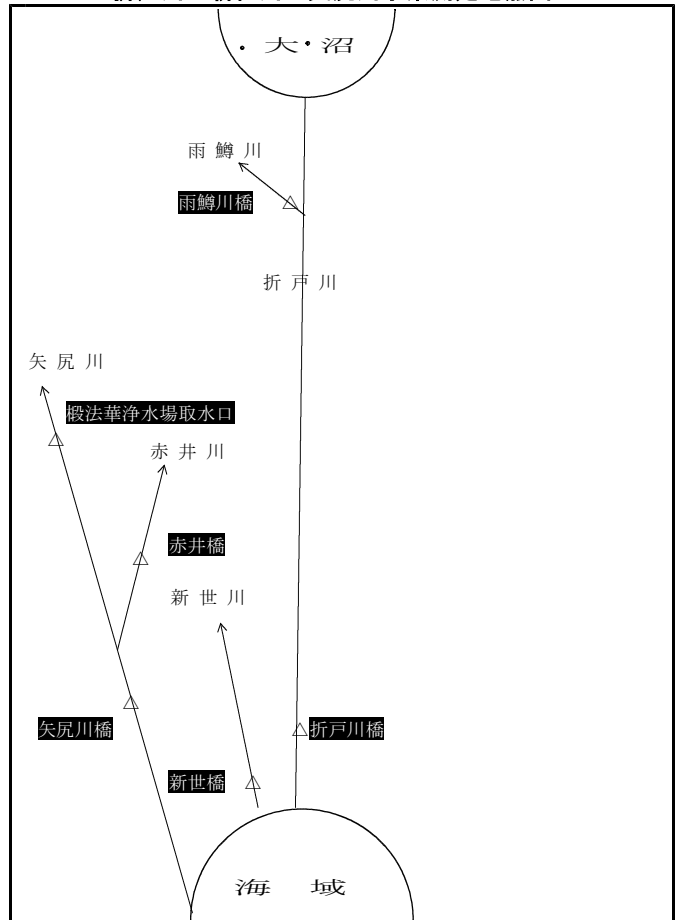 大沼
雨鱒川
雨鱒川橋
折戸川
矢尻川
椴法華浄水場取水口
赤井川
赤井橋
新世川
矢尻川橋
折戸川橋
新世橋
海域